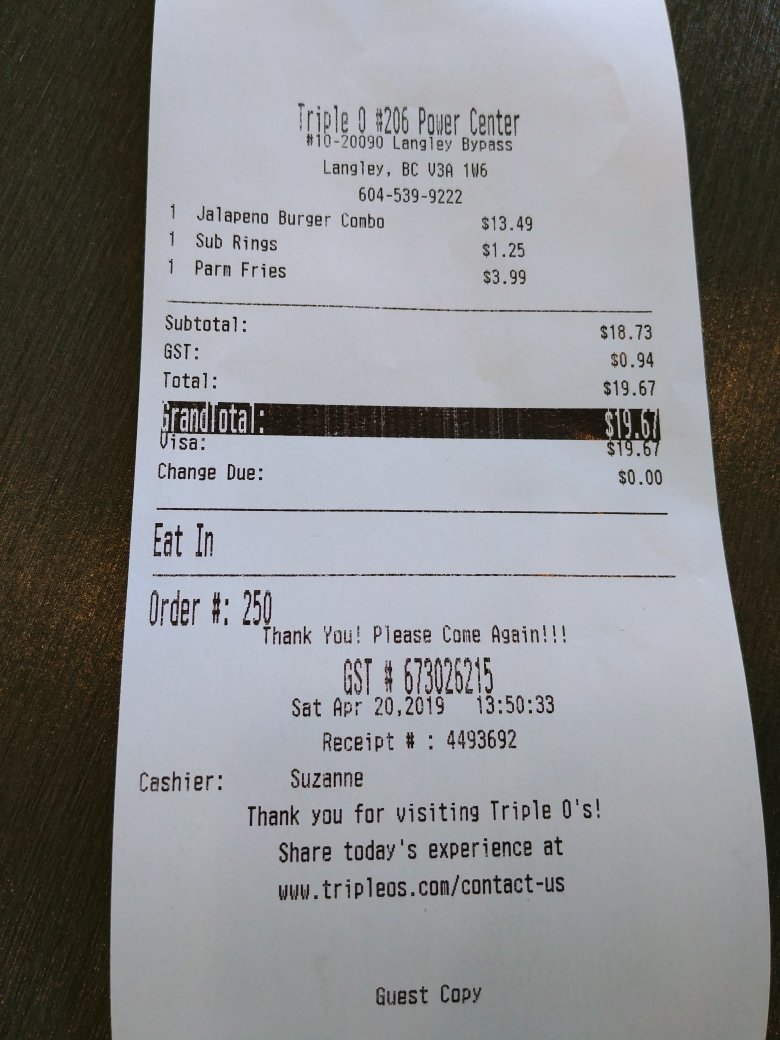 Triple O #206 Power Center
#10-20090 Langley Bypass
Langley, BC V3A 1W6
604-539-9222
1 Jalapeno Burger Combo $13.49
1 Sub Rings $1.25
1 Parm Fries $3.99
Subtotal: $18.73
GST: $0.94
Total: $19.67
GrandTotal: $19.67
Visa: $19.67
Change Due: $0.00
Eat In
Order #: 250
Thank You! Please Come Again!!!
GST # 673026215
Sat Apr 20,2019 13:50:33
Receipt # : 4493692
Cashier: Suzanne
Thank you for visiting Triple O's!
Share today's experience at
www.tripleos.com/contact-us
Guest Copy